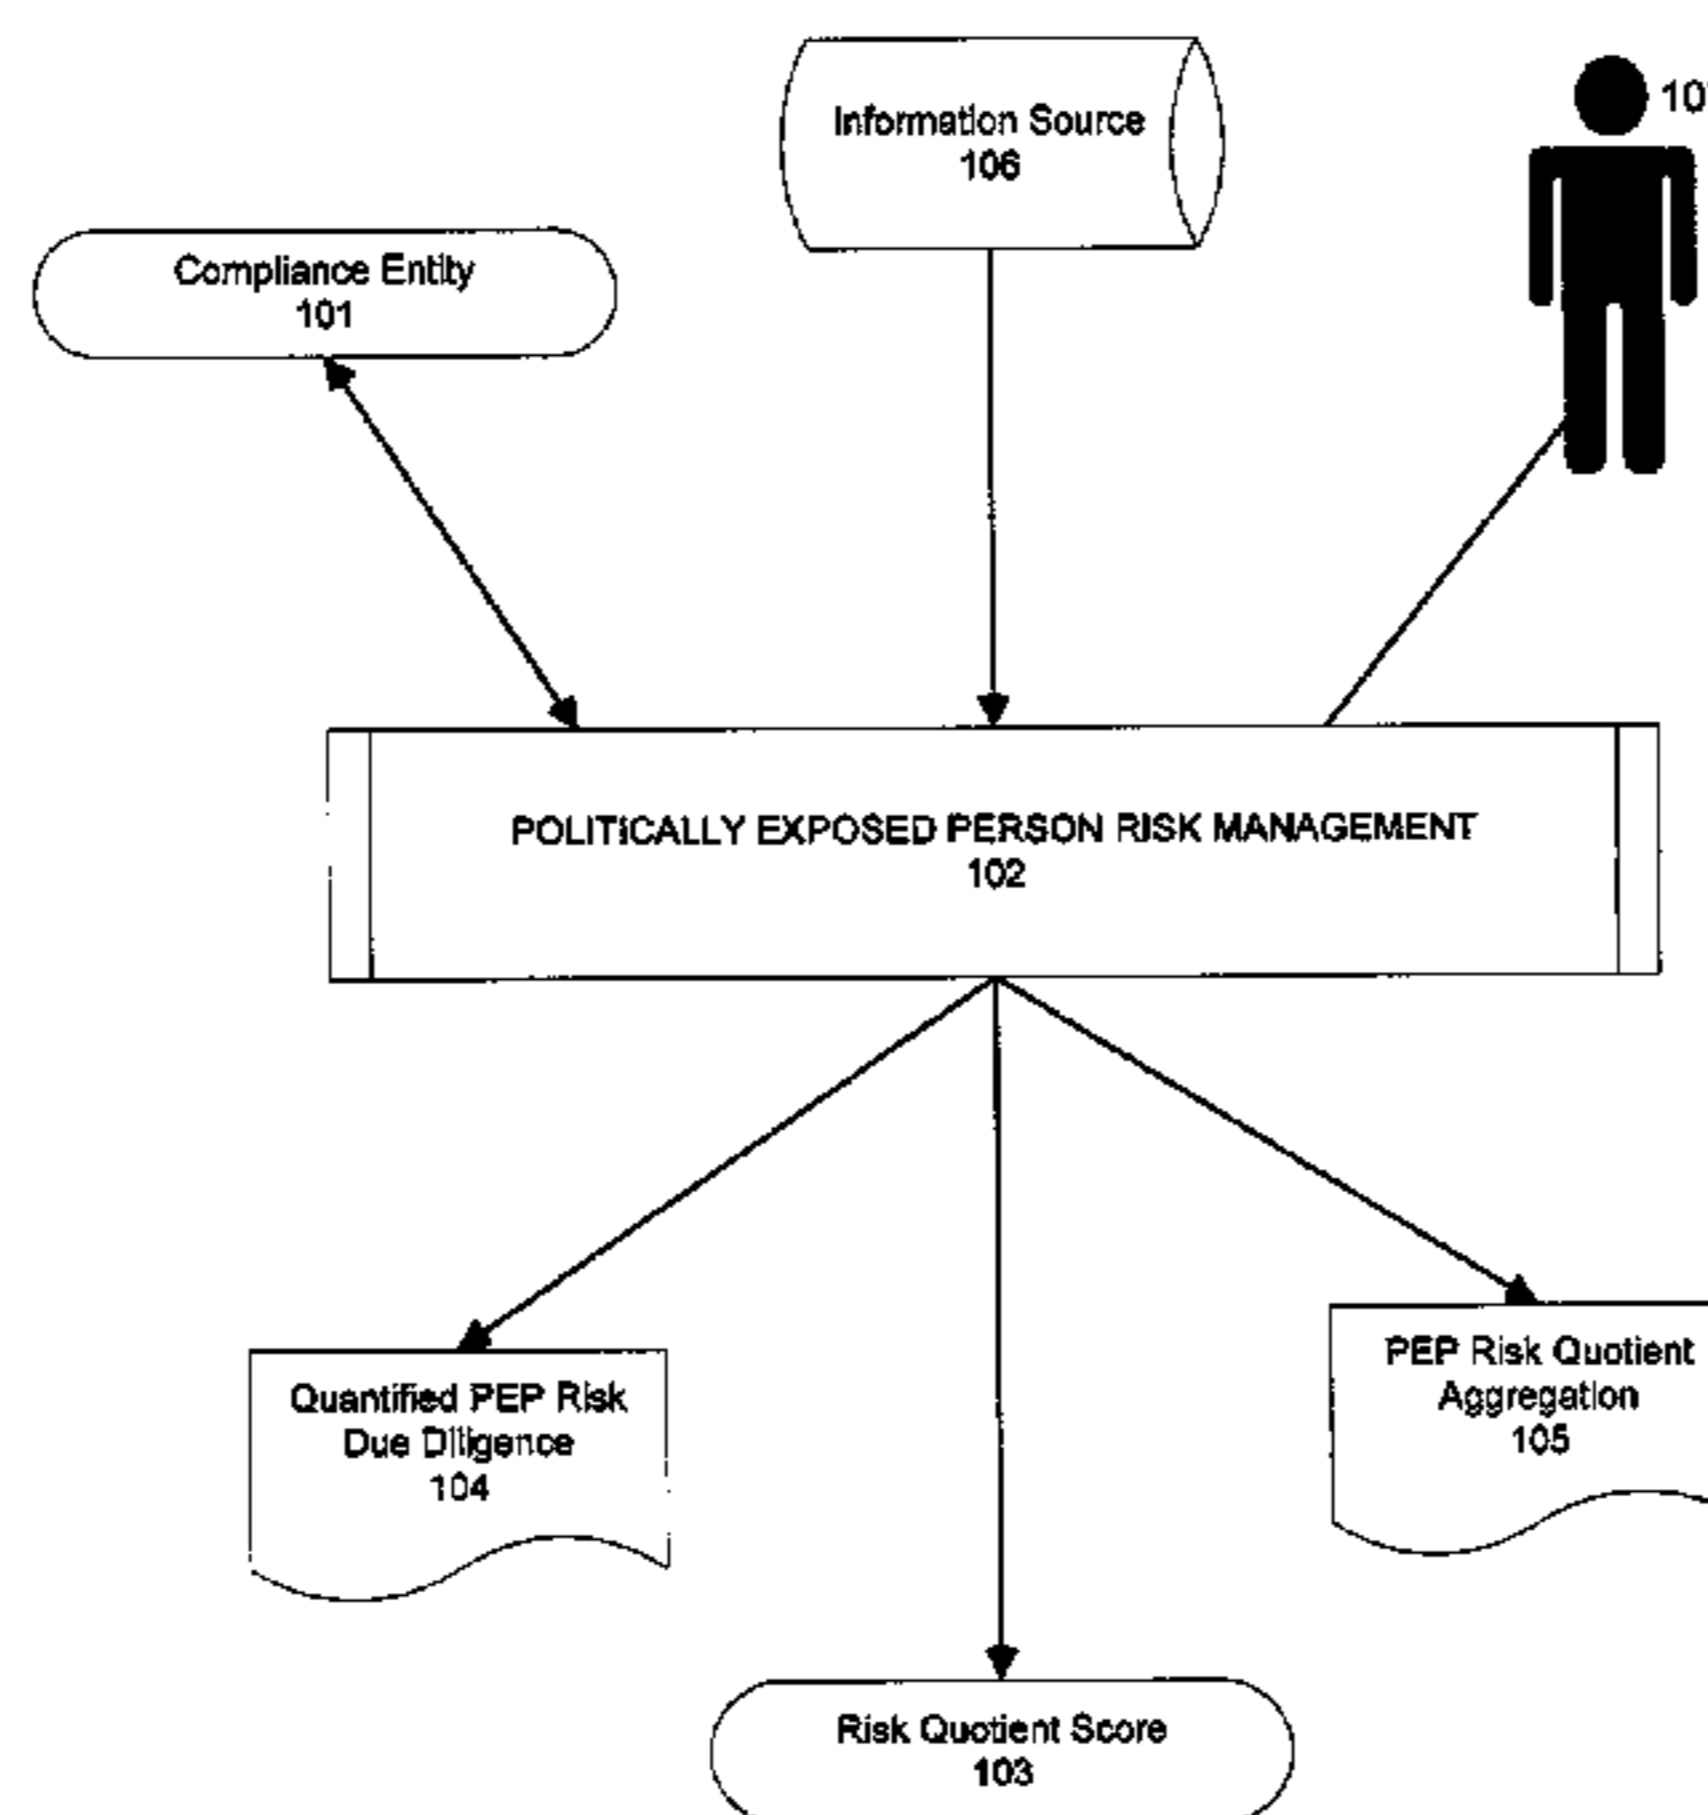 Information Source
106
10
Compliance Entity
101
POLITICALLY EXPOSED PERSON RISK MANAGEMENT
102
PEP Risk Quotient
Aggregation
105
Quantified PEP Risk
Due Diligence
104
Risk Quotient Score
103